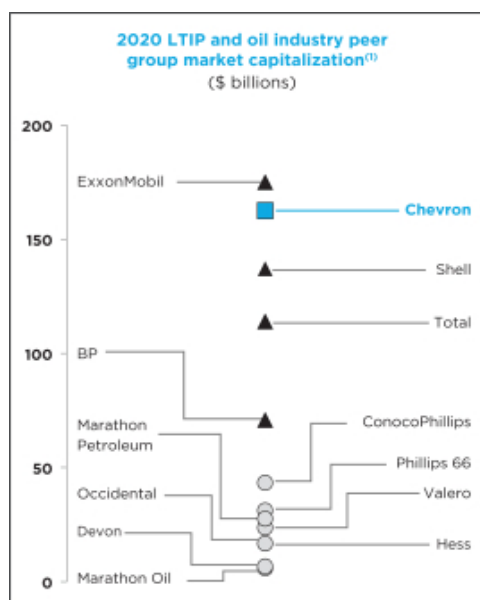 2020 LTIP and oil industry peer
group market capitalization(1)
($ billions)
200
ExxonMobil
Chevron
150
Shell
Total
100
BP
ConocoPhillips
Marathon
Petroleum
Phillips 66
50
Occidental
Valero
Devon
Hess
Marathon Oil
0